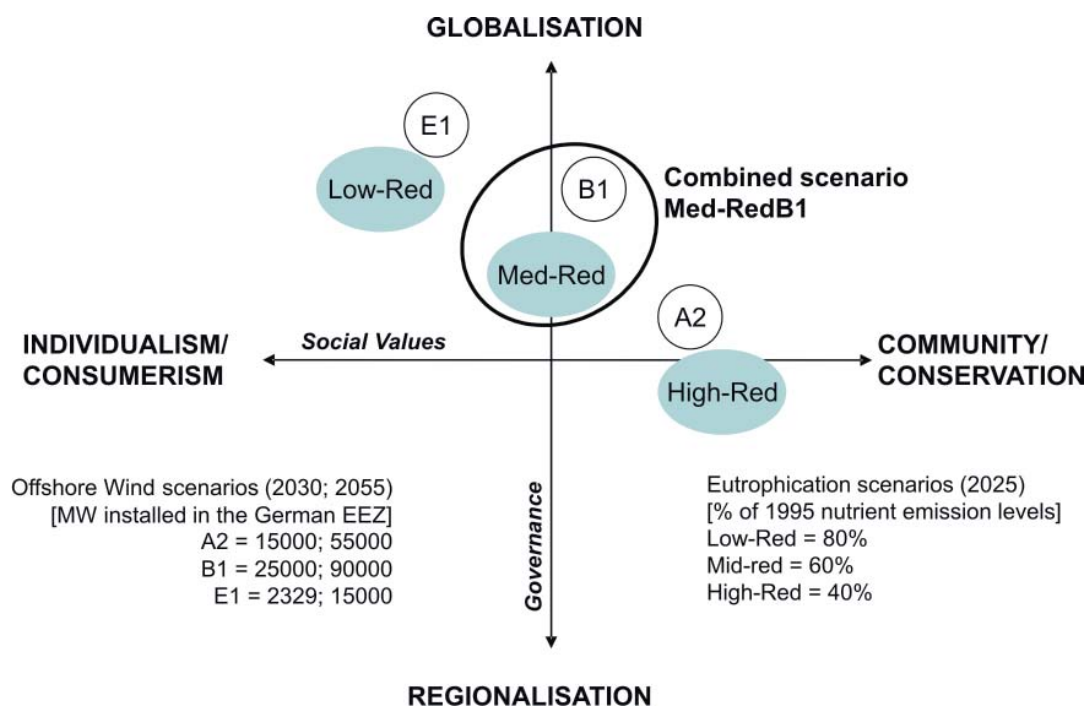 GLOBALISATION
E1
Low-Red
B1
Combined scenario
Med-RedB1
Med-Red
A2
INDIVIDUALISM/
CONSUMERISM
Social Values
COMMUNITY/
CONSERVATION
High-Red
Offshore Wind scenarios (2030; 2055)
[MW installed in the German EEZ]
A2 = 15000; 55000
B1 = 25000; 90000
E1 = 2329; 15000
Governance
Eutrophication scenarios (2025)
[% of 1995 nutrient emission levels]
Low-Red = 80%
Mid-red = 60%
High-Red = 40%
REGIONALISATION